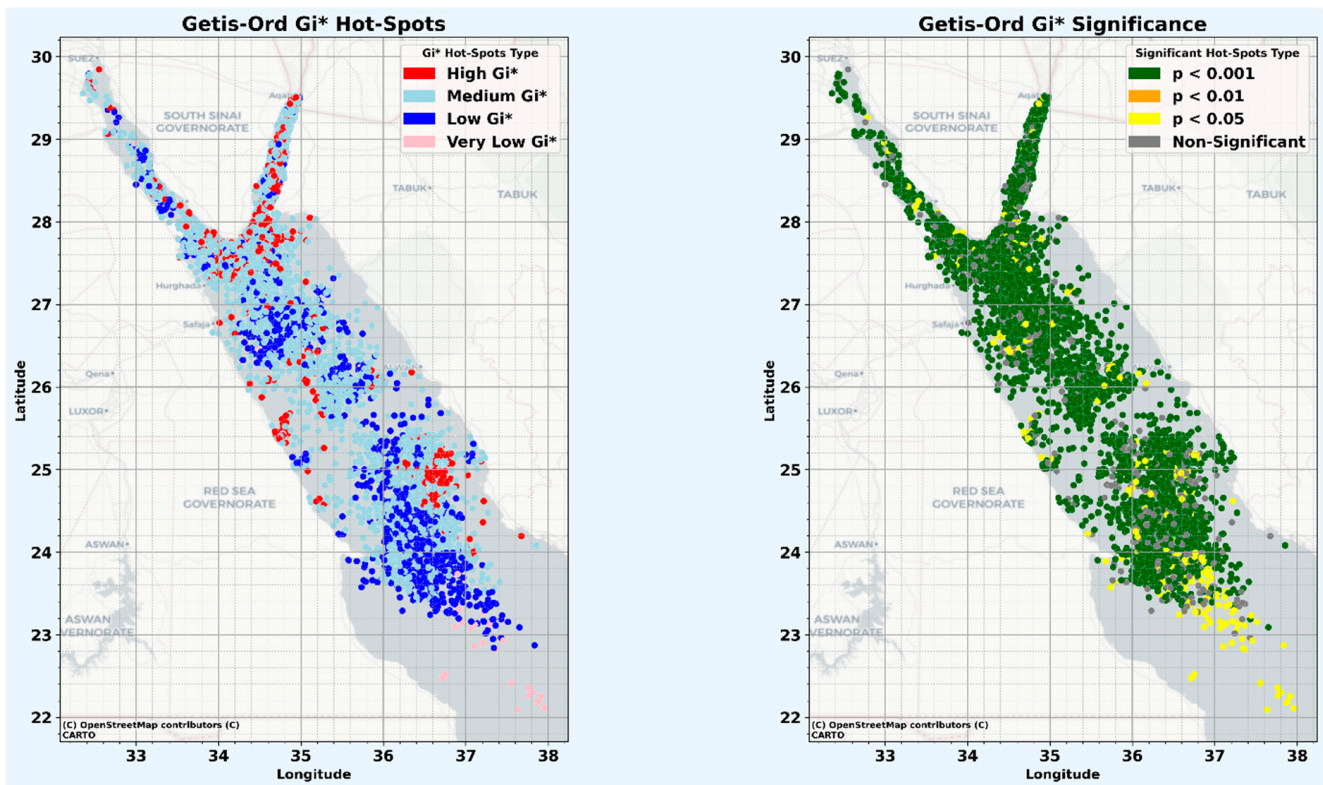 Getis-Ord Gi* Hot-Spots
Gi* Hot-Spots Type
High Gi*
Medium Gi*
Low Gi*
Very Low Gi*
SUEZ
Aqaba
SOUTH SINAI
GOVERNORATE
TABUK
TABUK
Hurghada
Safaja
Qena
LUXOR
RED SEA
GOVERNORATE
ASWAN
ASWAN
VERNORATE
30
29
28
27
26
25
24
23
22
Latitude
(C) OpenStreetMap contributors (C)
CARTO
33 34 35 36 37 38
Longitude
Getis-Ord Gi* Significance
Significant Hot-Spots Type
p < 0.001
p < 0.01
p < 0.05
Non-Significant
SUEZ
SOUTH SINAI
GOVERNORATE
TABUK
TABUK
Hurghada
Safaja
Qena
LUXOR
RED SEA
GOVERNORATE
ASWAN
ASWAN
VERNORATE
30
29
28
27
26
25
24
23
22
Latitude
(C) OpenStreetMap contributors (C)
CARTO
33 34 35 36 37 38
Longitude